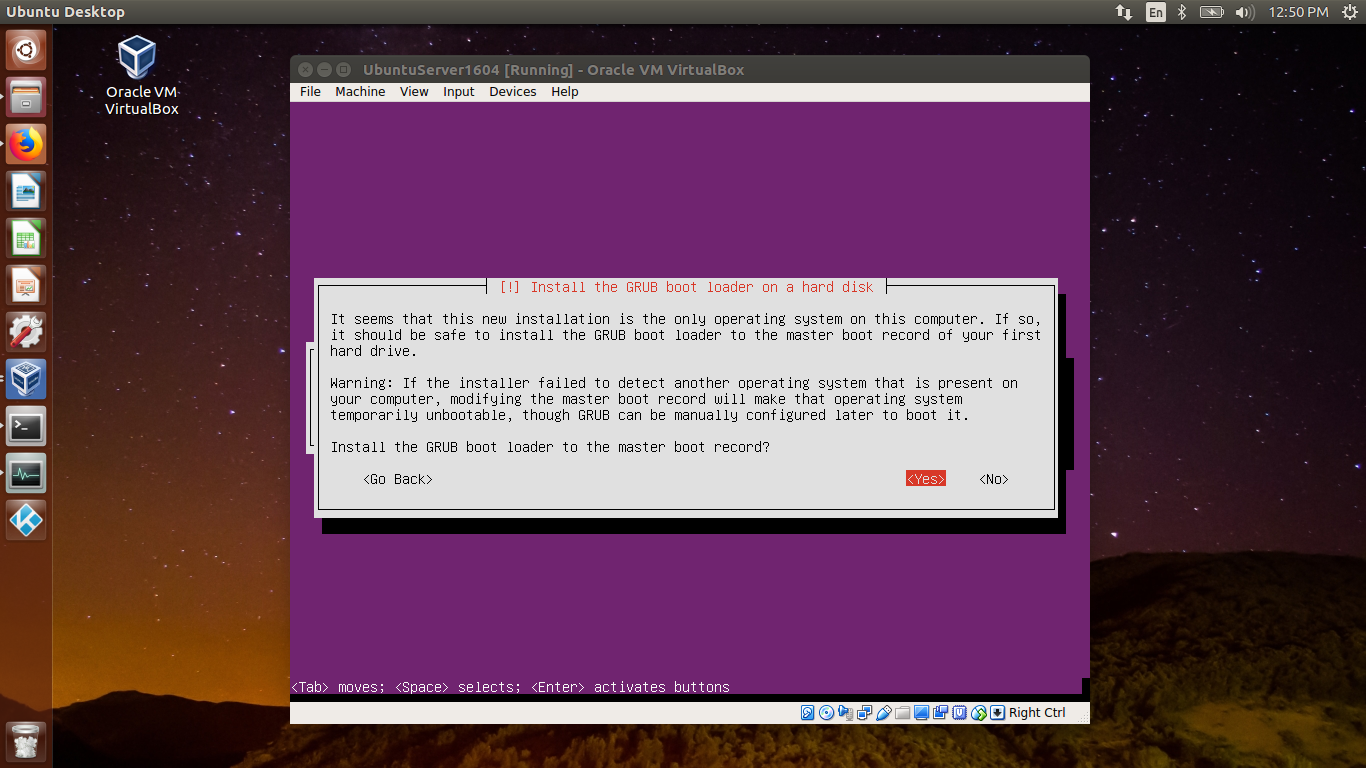 Ubuntu Desktop
En
12:50 PM
Oracle VM
VirtualBox
UbuntuServer1604 [Running] - Oracle VM VirtualBox
File Machine View Input Devices Help
[!] Install the GRUB boot loader on a hard disk
It seems that this new installation is the only operating system on this computer. If so,
it should be safe to install the GRUB boot loader to the master boot record of your first
hard drive.
Warning: If the installer failed to detect another operating system that is present on
your computer, modifying the master boot record will make that operating system
temporarily unbootable, though GRUB can be manually configured later to boot it.
Install the GRUB boot loader to the master boot record?
<Go Back> <Yes> <No>
<Tab> moves; <Space> selects; <Enter> activates buttons
Right Ctrl